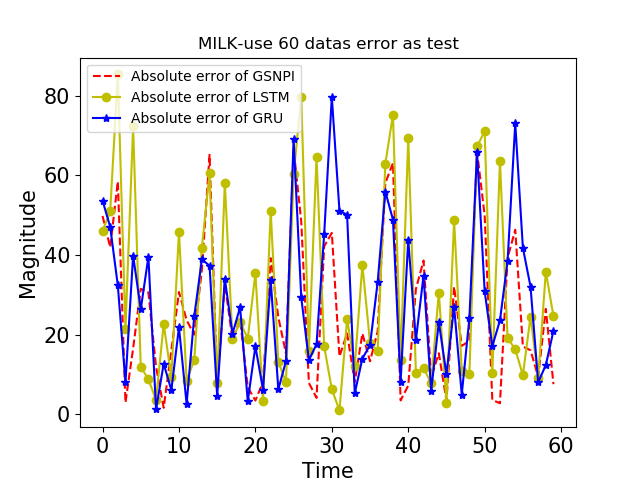 MILK-use 60 datas error as test
Absolute error of GSNPI
Absolute error of LSTM
Absolute error of GRU
Magnitude
80
60
40
20
0
0 10 20 30 40 50 60
Time